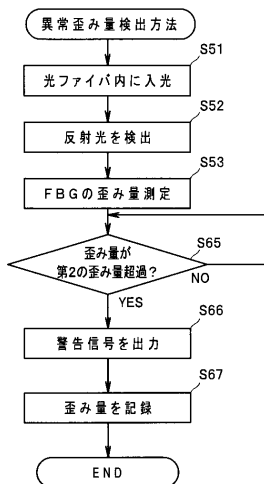 異常歪み量検出方法
S51
光ファイバ内に入光
S52
反射光を検出
S53
FBGの歪み量測定
S65
歪み量が
第2の歪み量超過?
NO
YES
S66
警告信号を出力
S67
歪み量を記録
END